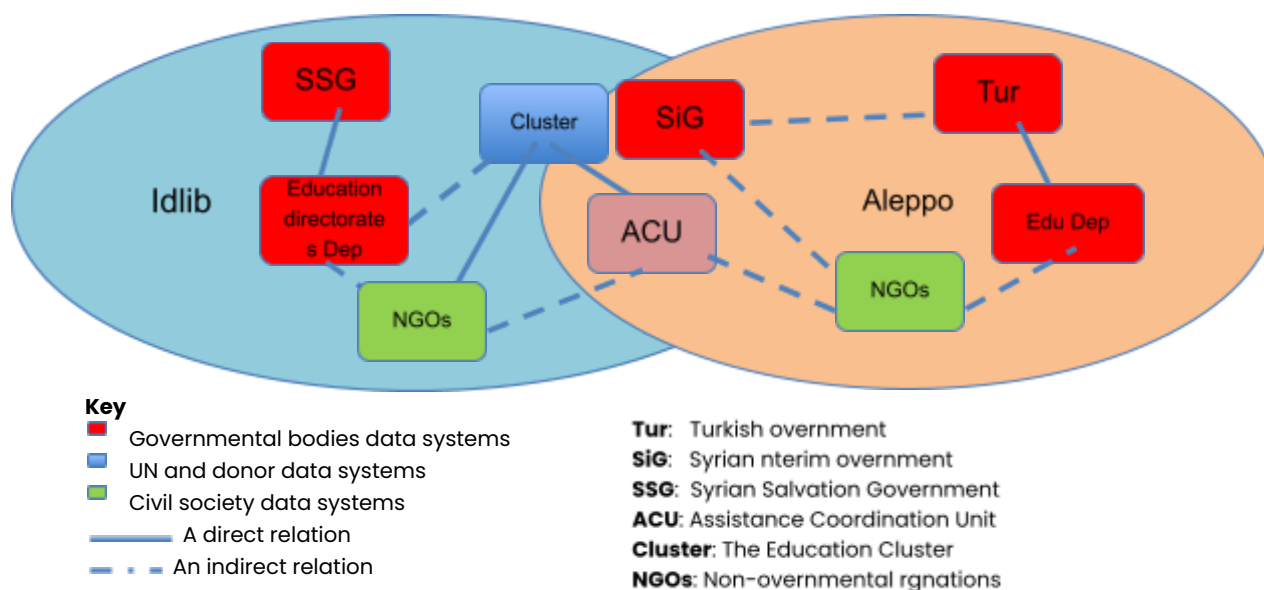 SSG
Cluster
SiG
Tur
Idlib
Education
directorate
s Dep
ACU
Aleppo
Edu Dep
NGOs
NGOs
Key
Governmental bodies data systems
UN and donor data systems
Civil society data systems
A direct relation
An indirect relation
Tur: Turkish overnment
SiG: Syrian nterim overnment
SSG: Syrian Salvation Government
ACU: Assistance Coordination Unit
Cluster: The Education Cluster
NGOs: Non-overnmental rgnations